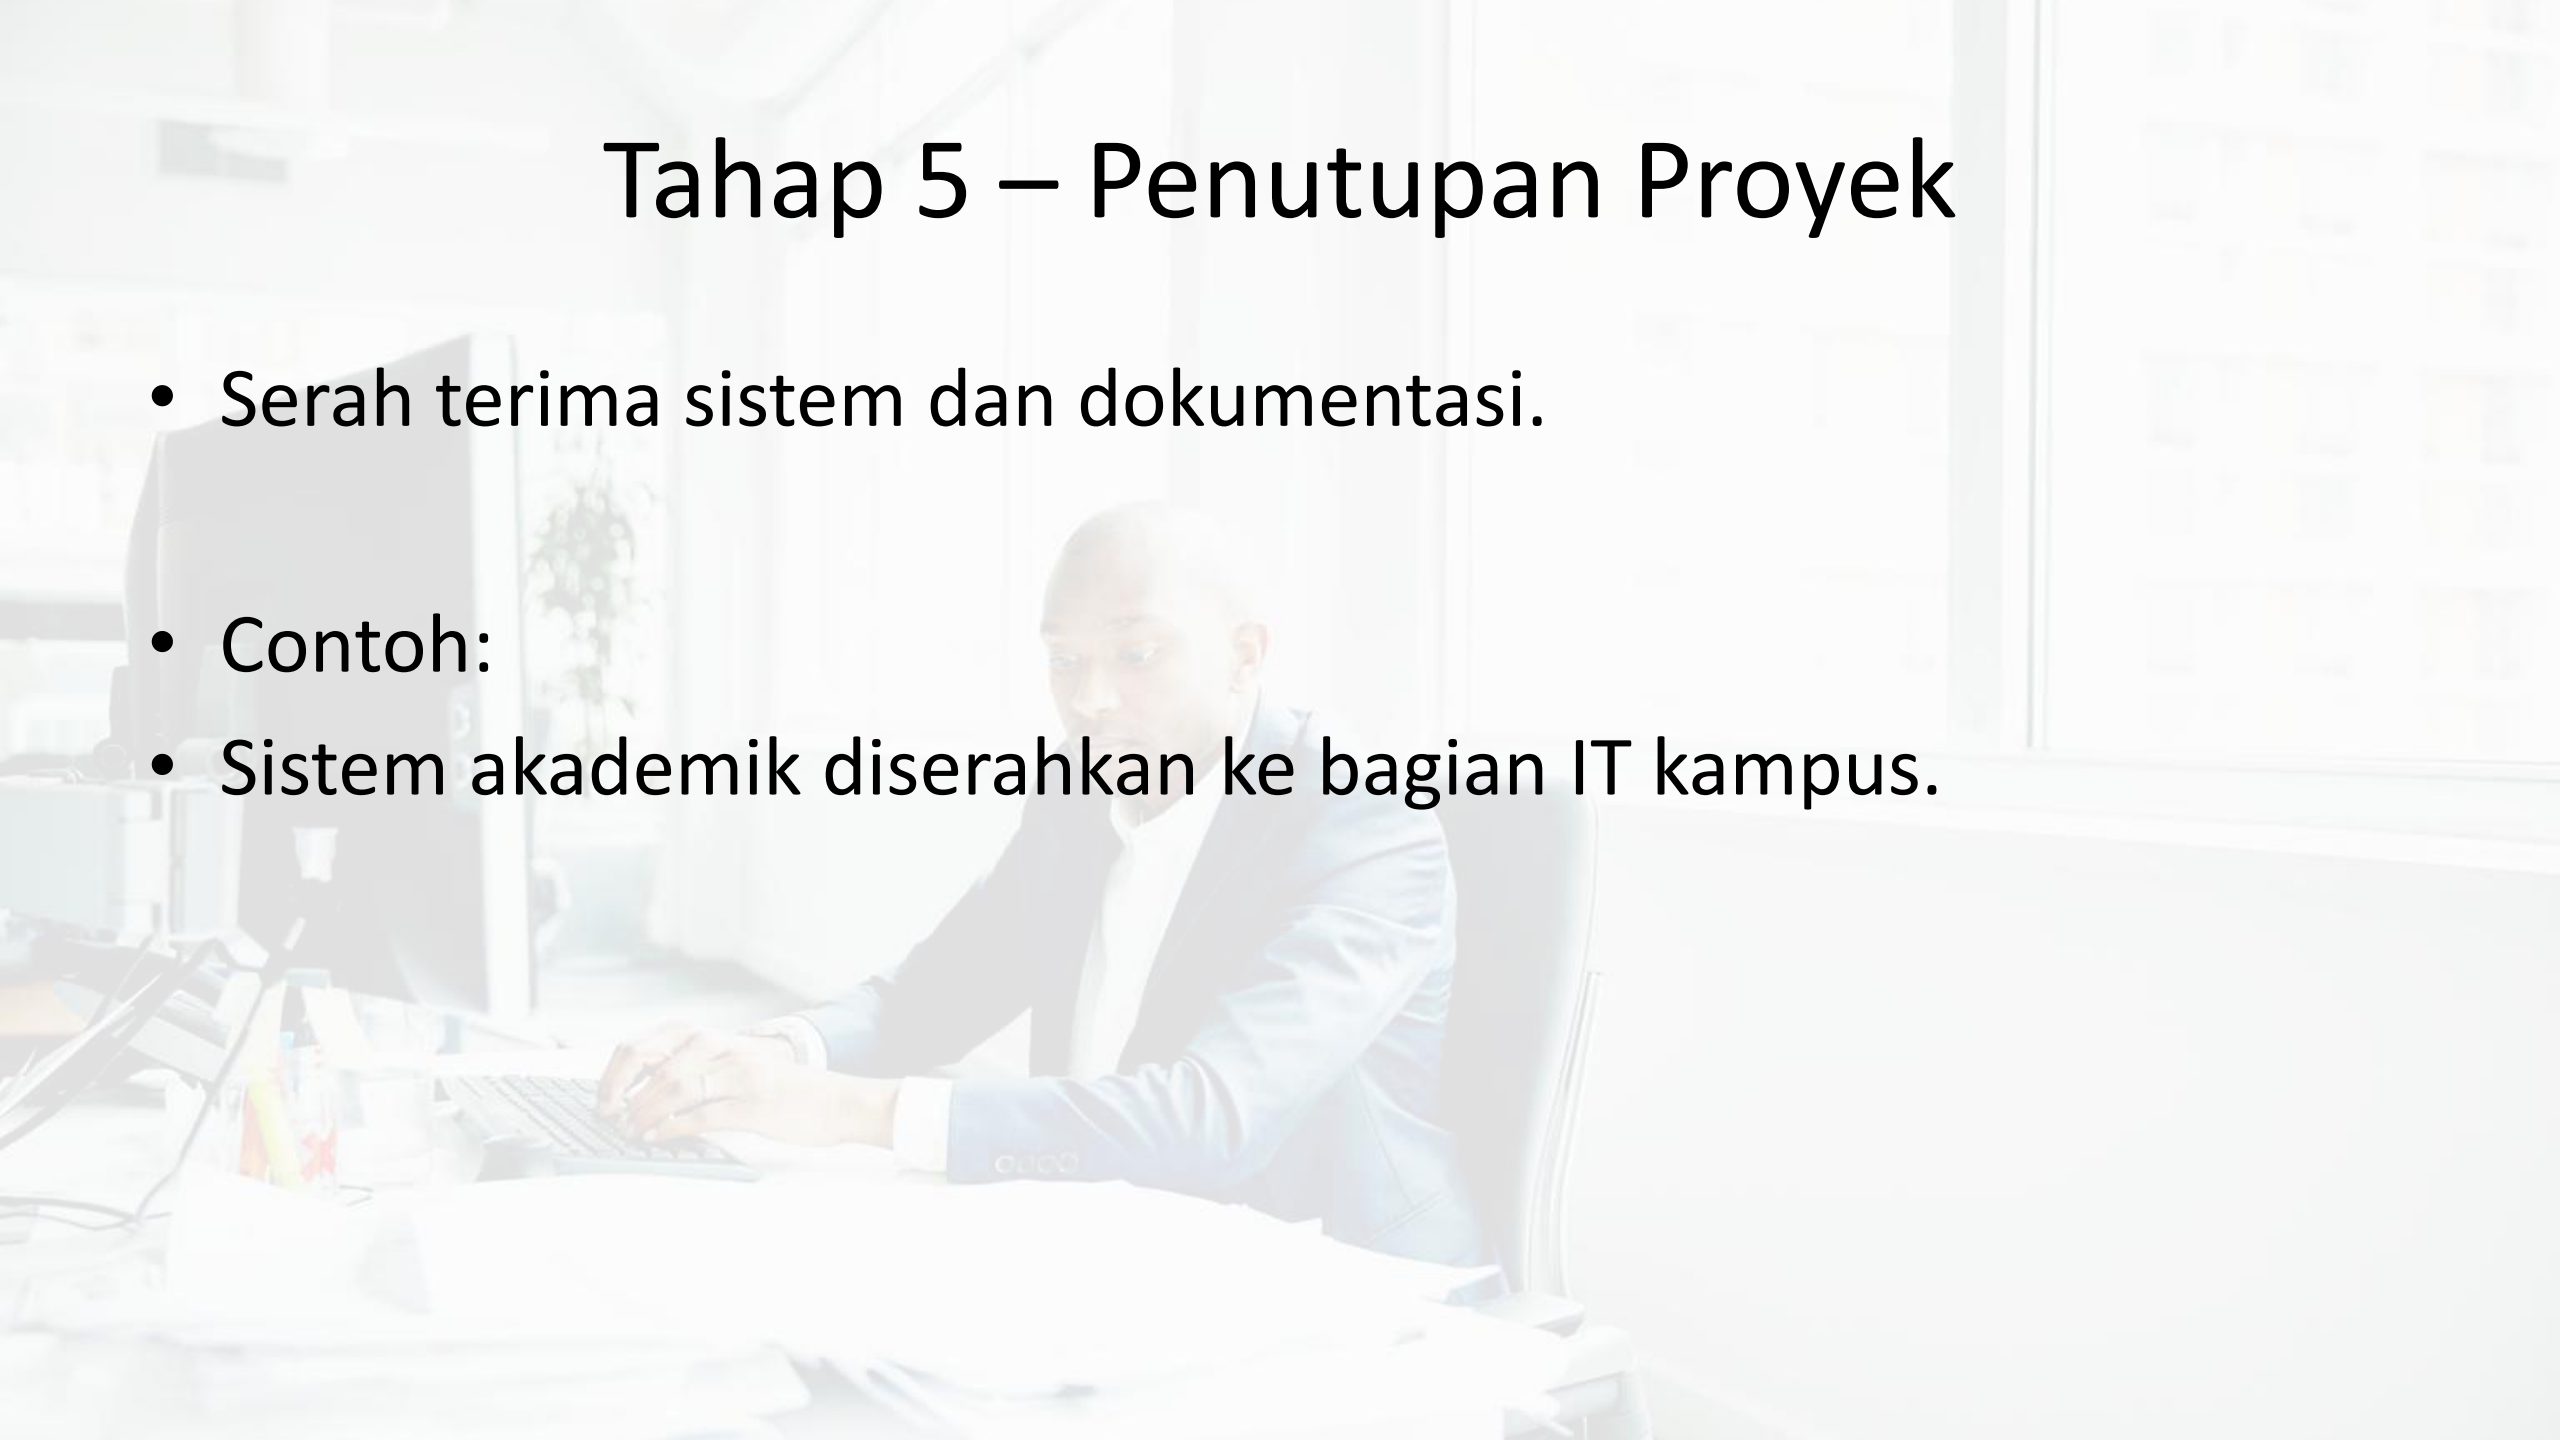 Tahap 5 – Penutupan Proyek
• Serah terima sistem dan dokumentasi.
• Contoh:
• Sistem akademik diserahkan ke bagian IT kampus.